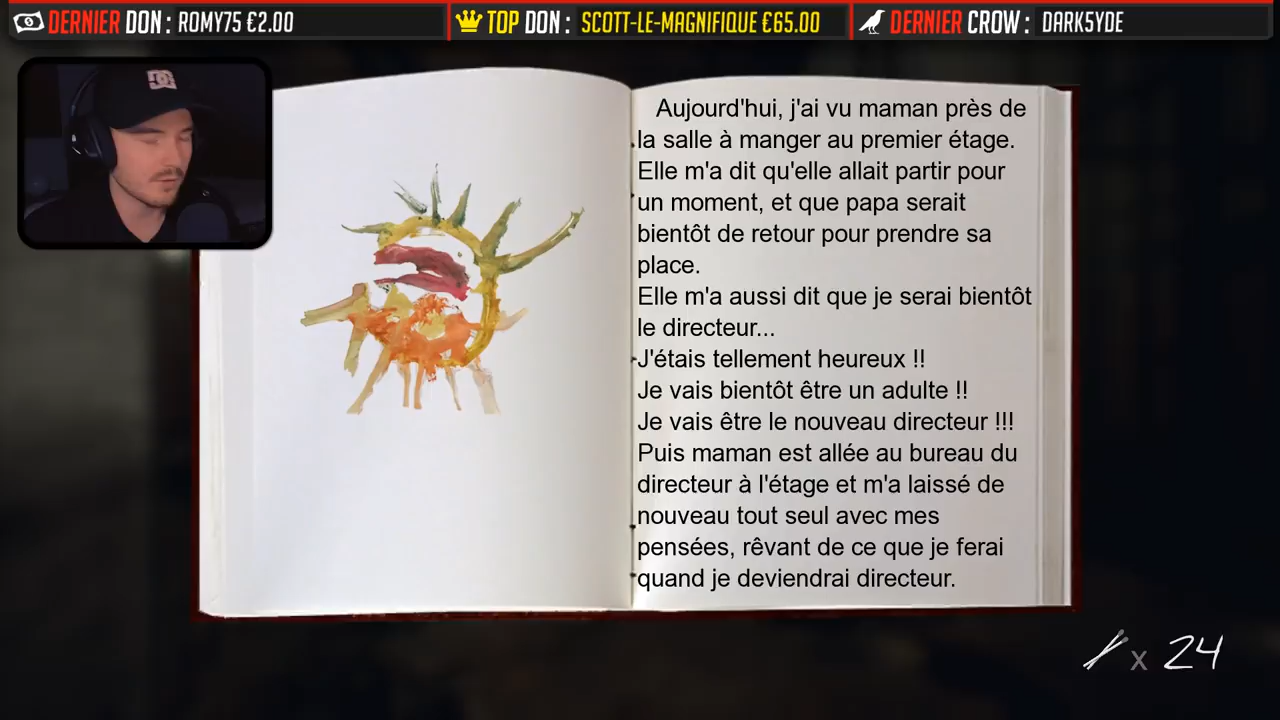 DERNIER DON : ROMY75 €2.00
TOP DON : SCOTT-LE-MAGNIFIQUE €65.00
DERNIER CROW : DARK5YDE
Aujourd'hui, j'ai vu maman près de
la salle à manger au premier étage.
Elle m'a dit qu'elle allait partir pour
un moment, et que papa serait
bientôt de retour pour prendre sa
place.
Elle m'a aussi dit que je serai bientôt
le directeur...
J'étais tellement heureux !!
Je vais bientôt être un adulte !!
Je vais être le nouveau directeur !!!
Puis maman est allée au bureau du
directeur à l'étage et m'a laissé de
nouveau tout seul avec mes
pensées, rêvant de ce que je ferai
quand je deviendrai directeur.
x 24